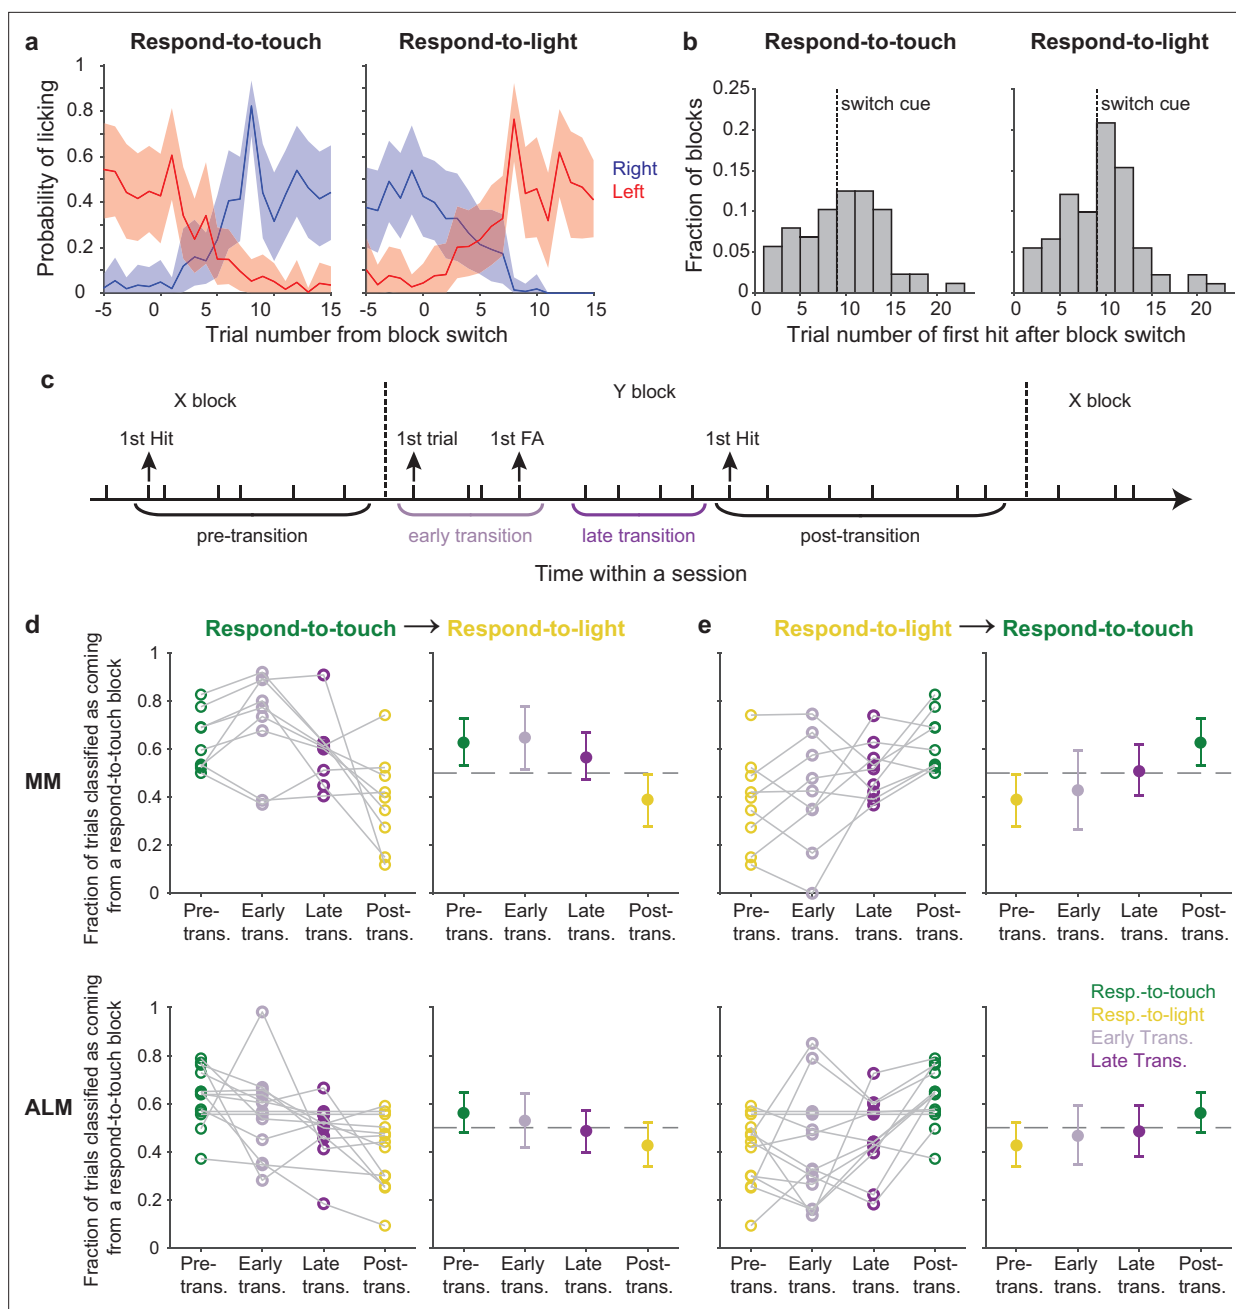 a
Respond-to-touch
Respond-to-light
b
Respond-to-touch
Respond-to-light
Probability of licking
1
0.8
0.6
0.4
0.2
0
-5 0 5 10 15
-5 0 5 10 15
Right
Left
Trial number from block switch
Fraction of blocks
0.25
0.2
0.15
0.1
0.05
0
switch cue
switch cue
0 5 10 15 20
0 5 10 15 20
Trial number of first hit after block switch
c
X block
Y block
X block
1st Hit
1st trial
1st FA
1st Hit
pre-transition
early transition
late transition
post-transition
Time within a session
d
Respond-to-touch → Respond-to-light
e
Respond-to-light → Respond-to-touch
MM
Fraction of trials classified as coming
from a respond-to-touch block
1
0.8
0.6
0.4
0.2
0
Pre- Early Late Post-
trans. trans. trans. trans.
Pre- Early Late Post-
trans. trans. trans. trans.
Pre- Early Late Post-
trans. trans. trans. trans.
Pre- Early Late Post-
trans. trans. trans. trans.
ALM
Fraction of trials classified as coming
from a respond-to-touch block
1
0.8
0.6
0.4
0.2
0
Resp.-to-touch
Resp.-to-light
Early Trans.
Late Trans.
Pre- Early Late Post-
trans. trans. trans. trans.
Pre- Early Late Post-
trans. trans. trans. trans.
Pre- Early Late Post-
trans. trans. trans. trans.
Pre- Early Late Post-
trans. trans. trans. trans.